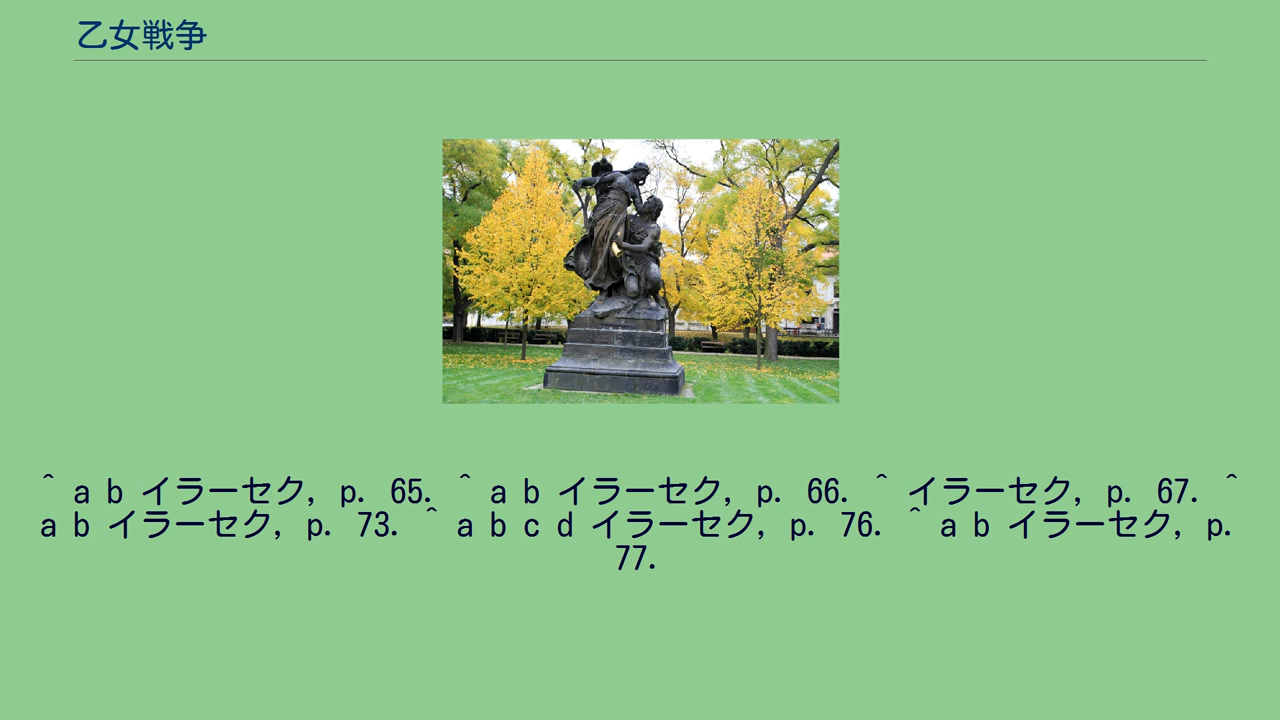 乙女戦争
^ a b イラーセク, p. 65. ^ a b イラーセク, p. 66. ^ イラーセク, p. 67. ^
a b イラーセク, p. 73. ^ a b c d イラーセク, p. 76. ^ a b イラーセク, p.
77.